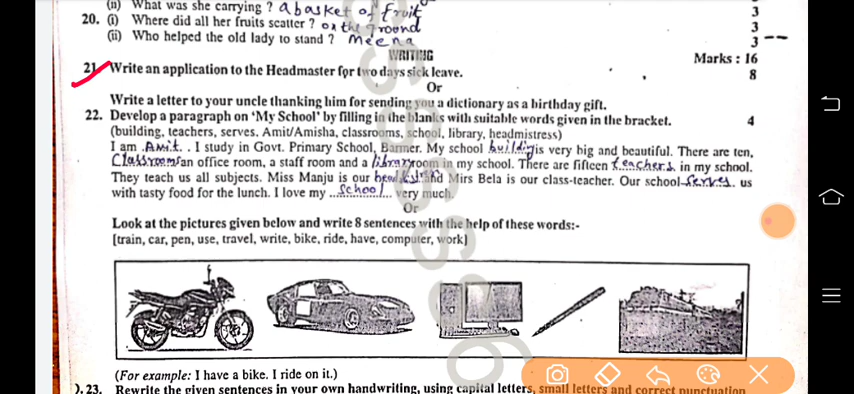 (ii) What was she carrying ? a basket of fruit 3
20. (i) Where did all her fruits scatter ? on the ground 3
(ii) Who helped the old lady to stand ? Meena 3
WRITING Marks : 16
21. Write an application to the Headmaster for two days sick leave. 8
Or
Write a letter to your uncle thanking him for sending you a dictionary as a birthday gift.
22. Develop a paragraph on 'My School' by filling in the blanks with suitable words given in the bracket. 4
(building, teachers, serves. Amit/Amisha, classrooms, school, library, headmistress)
I am .Amit. . I study on Govt. Primary School, Barmer. My school building is very big and beautiful. There are ten,
Classrooms an office room, a staff room and a library room in my school. There are fifteen teachers. in my school.
They teach us all subjects. Miss Manju is our and Mirs Bela is our class-teacher. Our school serves. us
with tasty food for the lunch. I love my ..School.... very much.
Or
Look at the pictures given below and write 8 sentences with the help of these words:-
[train, car, pen, use, travel, write, bike, ride, have, computer, work]
(For example: I have a bike. I ride on it.)
). 23. Rewrite the given sentences in your own handwriting, using capital letters, small letters and correct punctuation